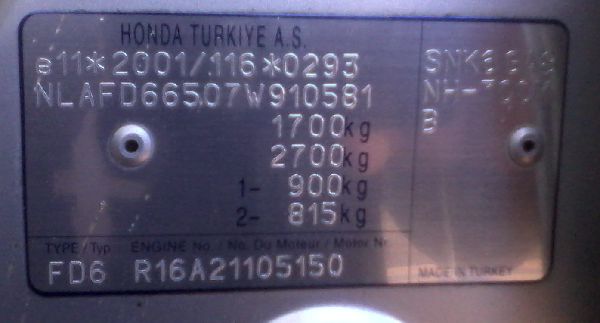 HONDA TURKIYE A.S.
e11*2001/116*0293
NLAFD66507W910581
1700kg
2700kg
1- 900kg
2- 815kg
B
TYPE / Typ ENGINE No. / No. Du Moteur / Motor Nr.
FD6 R16A21105150
MADE IN TURKEY